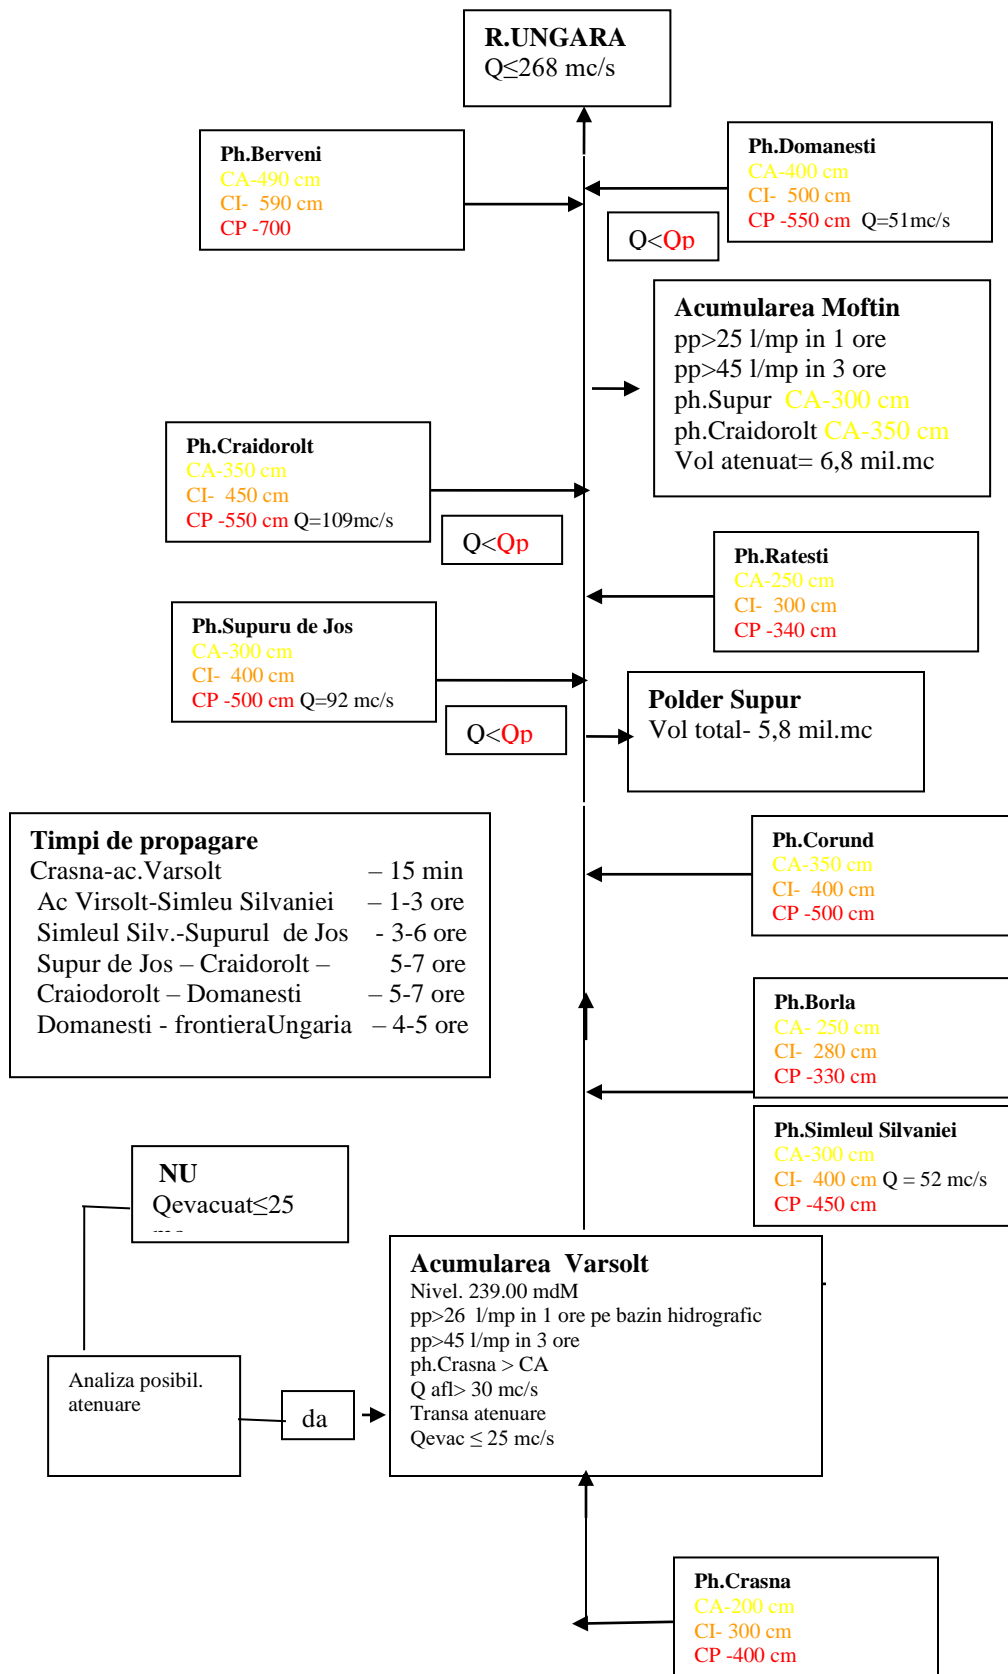 R.UNGARA
Q≤268 mc/s
Ph.Berveni
CA-490 cm
CI- 590 cm
CP -700
Ph.Domanesti
CA-400 cm
CI- 500 cm
CP -550 cm Q=51mc/s
Q<Qp
Acumularea Moftin
pp>25 l/mp in 1 ore
pp>45 l/mp in 3 ore
ph.Supur CA-300 cm
ph.Craidorolt CA-350 cm
Vol atenuat= 6,8 mil.mc
Ph.Craidorolt
CA-350 cm
CI- 450 cm
CP -550 cm Q=109mc/s
Q<Qp
Ph.Ratesti
CA-250 cm
CI- 300 cm
CP -340 cm
Ph.Supuru de Jos
CA-300 cm
CI- 400 cm
CP -500 cm Q=92 mc/s
Q<Qp
Polder Supur
Vol total- 5,8 mil.mc
Timpi de propagare
Crasna-ac.Varsolt – 15 min
Ac Virsolt-Simleu Silvaniei – 1-3 ore
Simleul Silv.-Supurul de Jos - 3-6 ore
Supur de Jos – Craidorolt – 5-7 ore
Craiodorolt – Domanesti – 5-7 ore
Domanesti - frontieraUngaria – 4-5 ore
Ph.Corund
CA-350 cm
CI- 400 cm
CP -500 cm
Ph.Borla
CA- 250 cm
CI- 280 cm
CP -330 cm
Ph.Simleul Silvaniei
CA-300 cm
CI- 400 cm Q = 52 mc/s
CP -450 cm
NU
Qevacuat≤25
Acumularea Varsolt
Nivel. 239.00 mdM
pp>26 l/mp in 1 ore pe bazin hidrografic
pp>45 l/mp in 3 ore
ph.Crasna > CA
Q afl> 30 mc/s
Transa atenuare
Qevac ≤ 25 mc/s
Analiza posibil.
atenuare
da
Ph.Crasna
CA-200 cm
CI- 300 cm
CP -400 cm